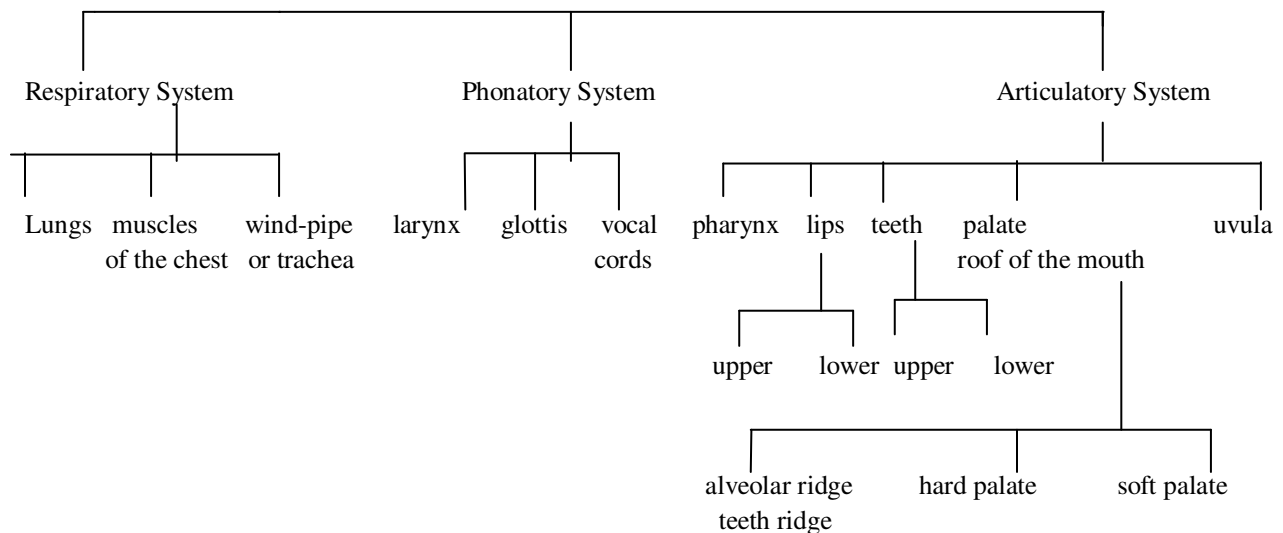 Respiratory System Phonatory System Articulatory System
Lungs muscles wind-pipe larynx glottis vocal pharynx lips teeth palate uvula
of the chest or trachea cords roof of the mouth
upper lower upper lower
alveolar ridge hard palate soft palate
teeth ridge